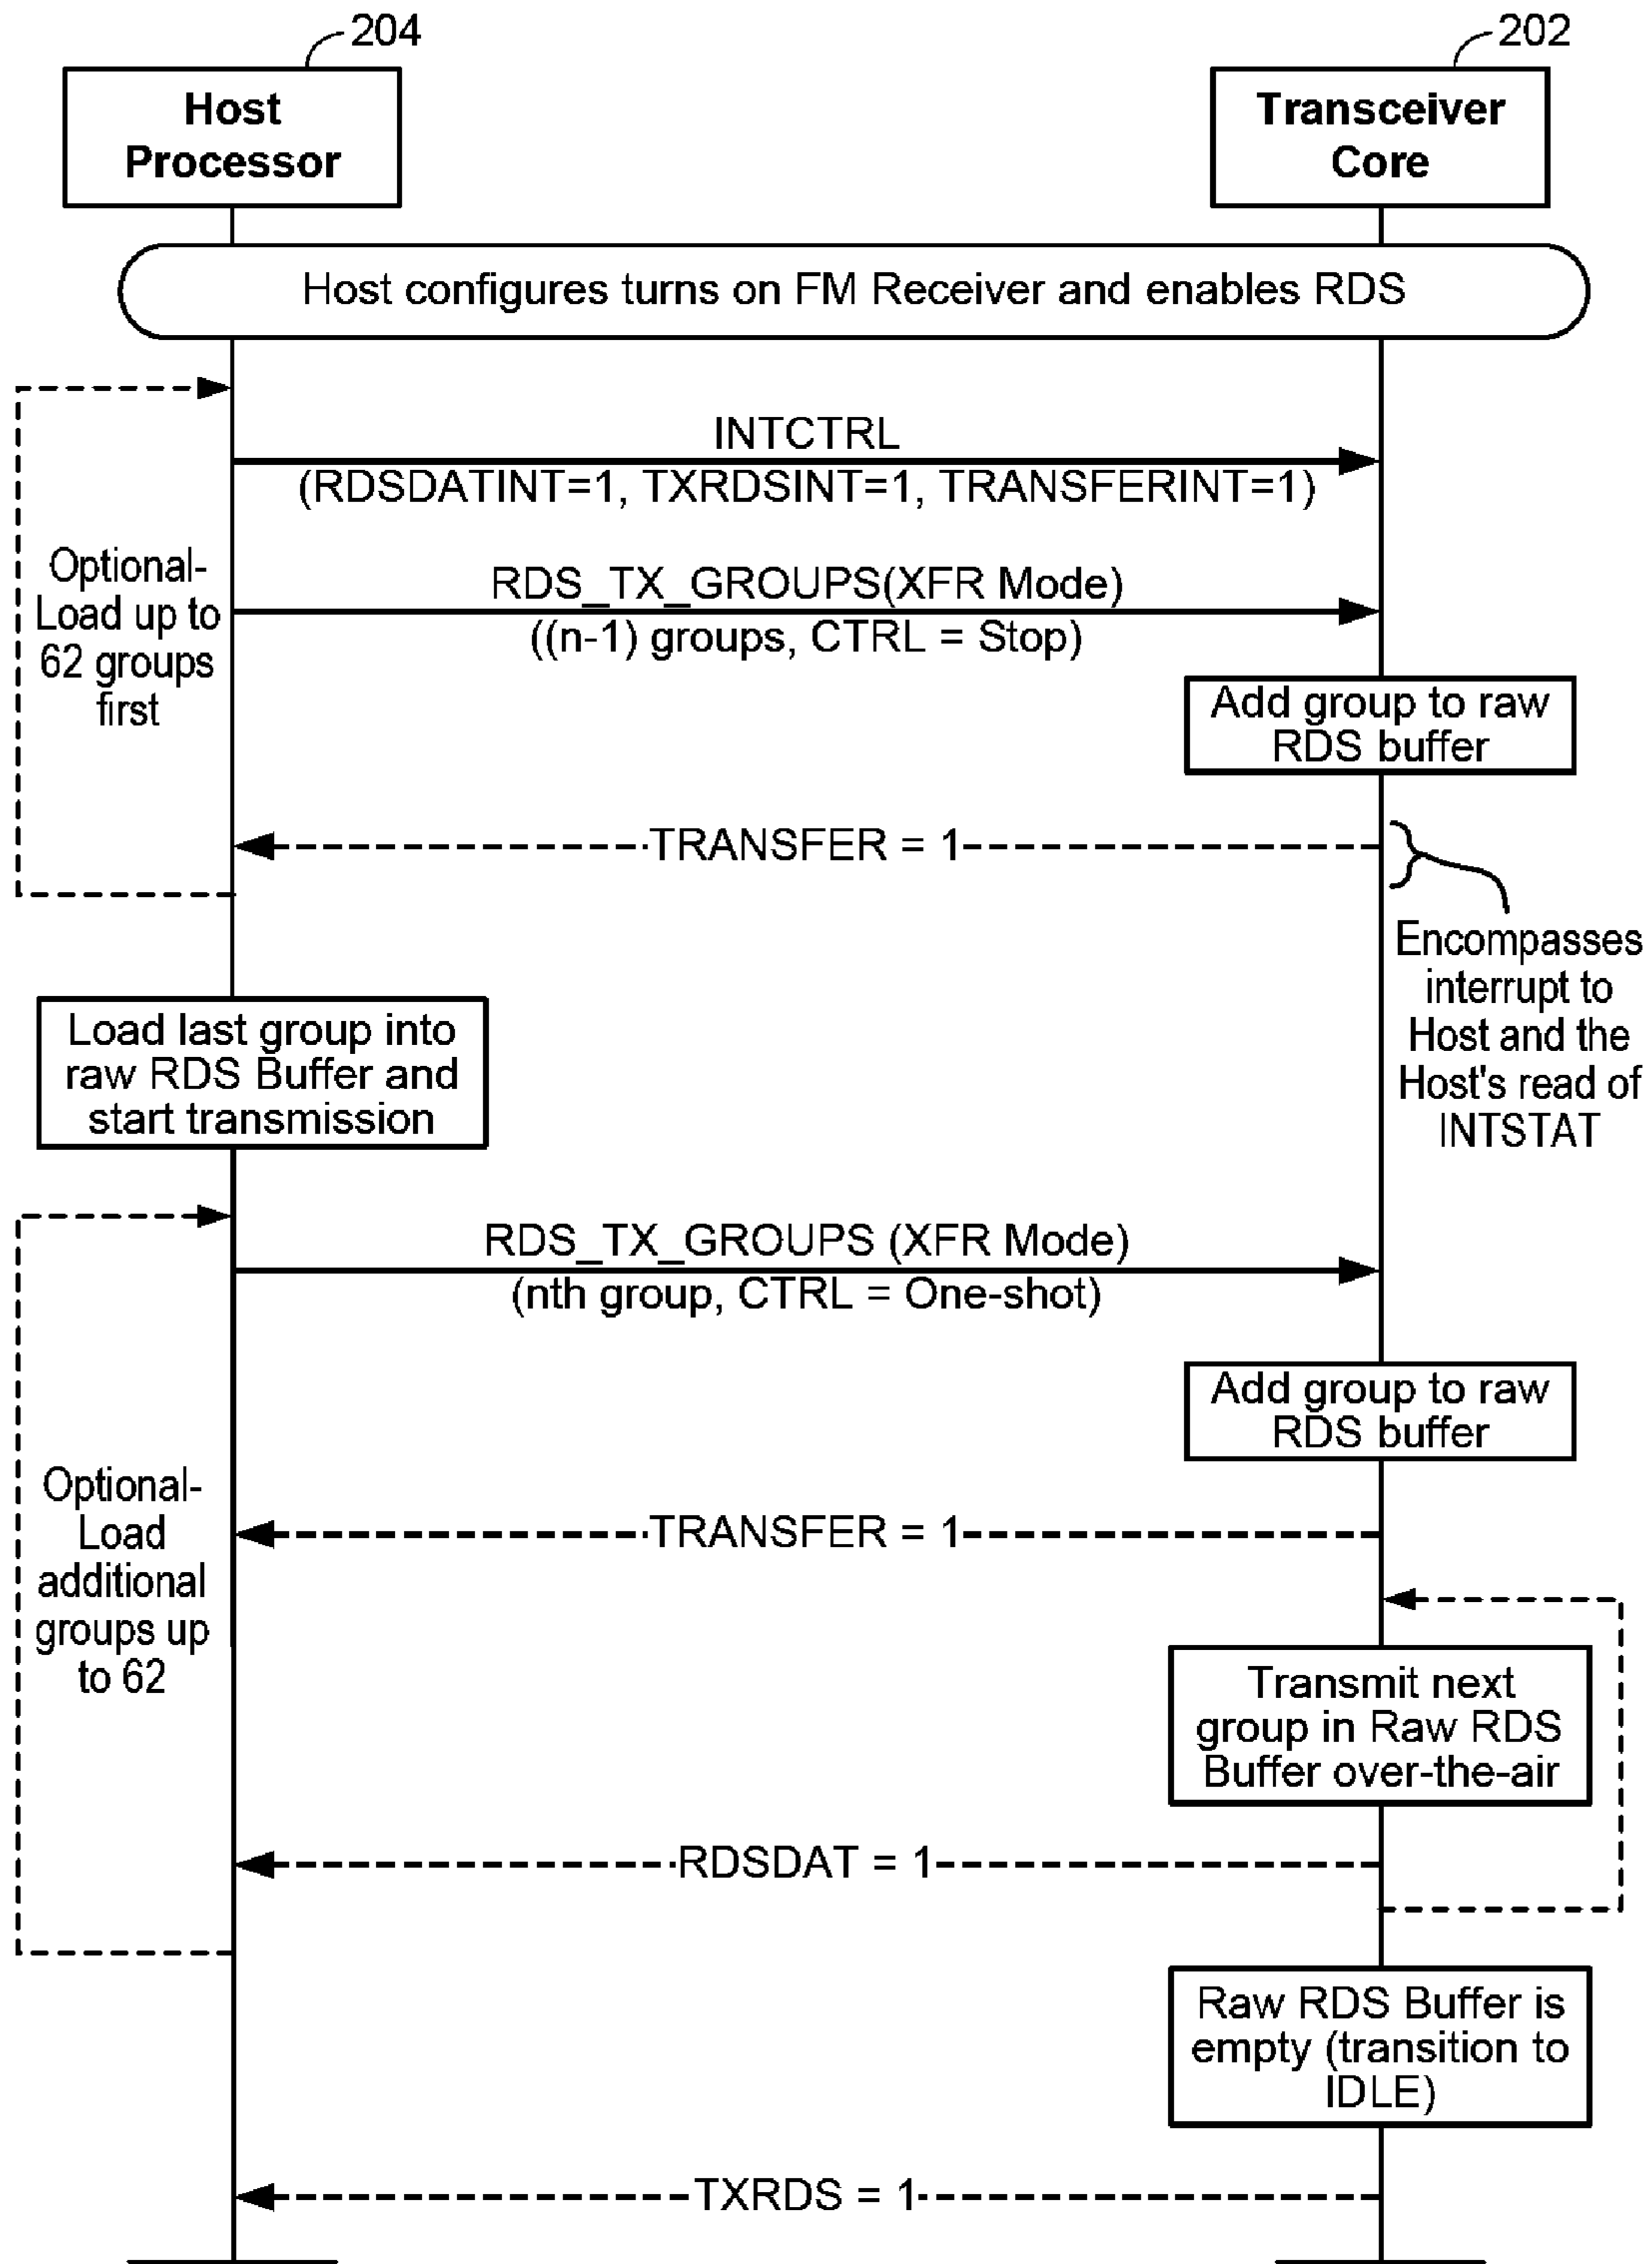 204
202
Host
Processor
Transceiver
Core
Host configures turns on FM Receiver and enables RDS
INTCTRL
(RDSDATINT=1, TXRDSINT=1, TRANSFERINT=1)
Optional-
Load up to
62 groups
first
RDS_TX_GROUPS(XFR Mode)
((n-1) groups, CTRL = Stop)
Add group to raw
RDS buffer
TRANSFER = 1
Encompasses
interrupt to
Host and the
Host's read of
INTSTAT
Load last group into
raw RDS Buffer and
start transmission
RDS_TX_GROUPS (XFR Mode)
(nth group, CTRL = One-shot)
Add group to raw
RDS buffer
Optional-
Load
additional
groups up
to 62
TRANSFER = 1
Transmit next
group in Raw RDS
Buffer over-the-air
RDSDAT = 1
Raw RDS Buffer is
empty (transition to
IDLE)
TXRDS = 1